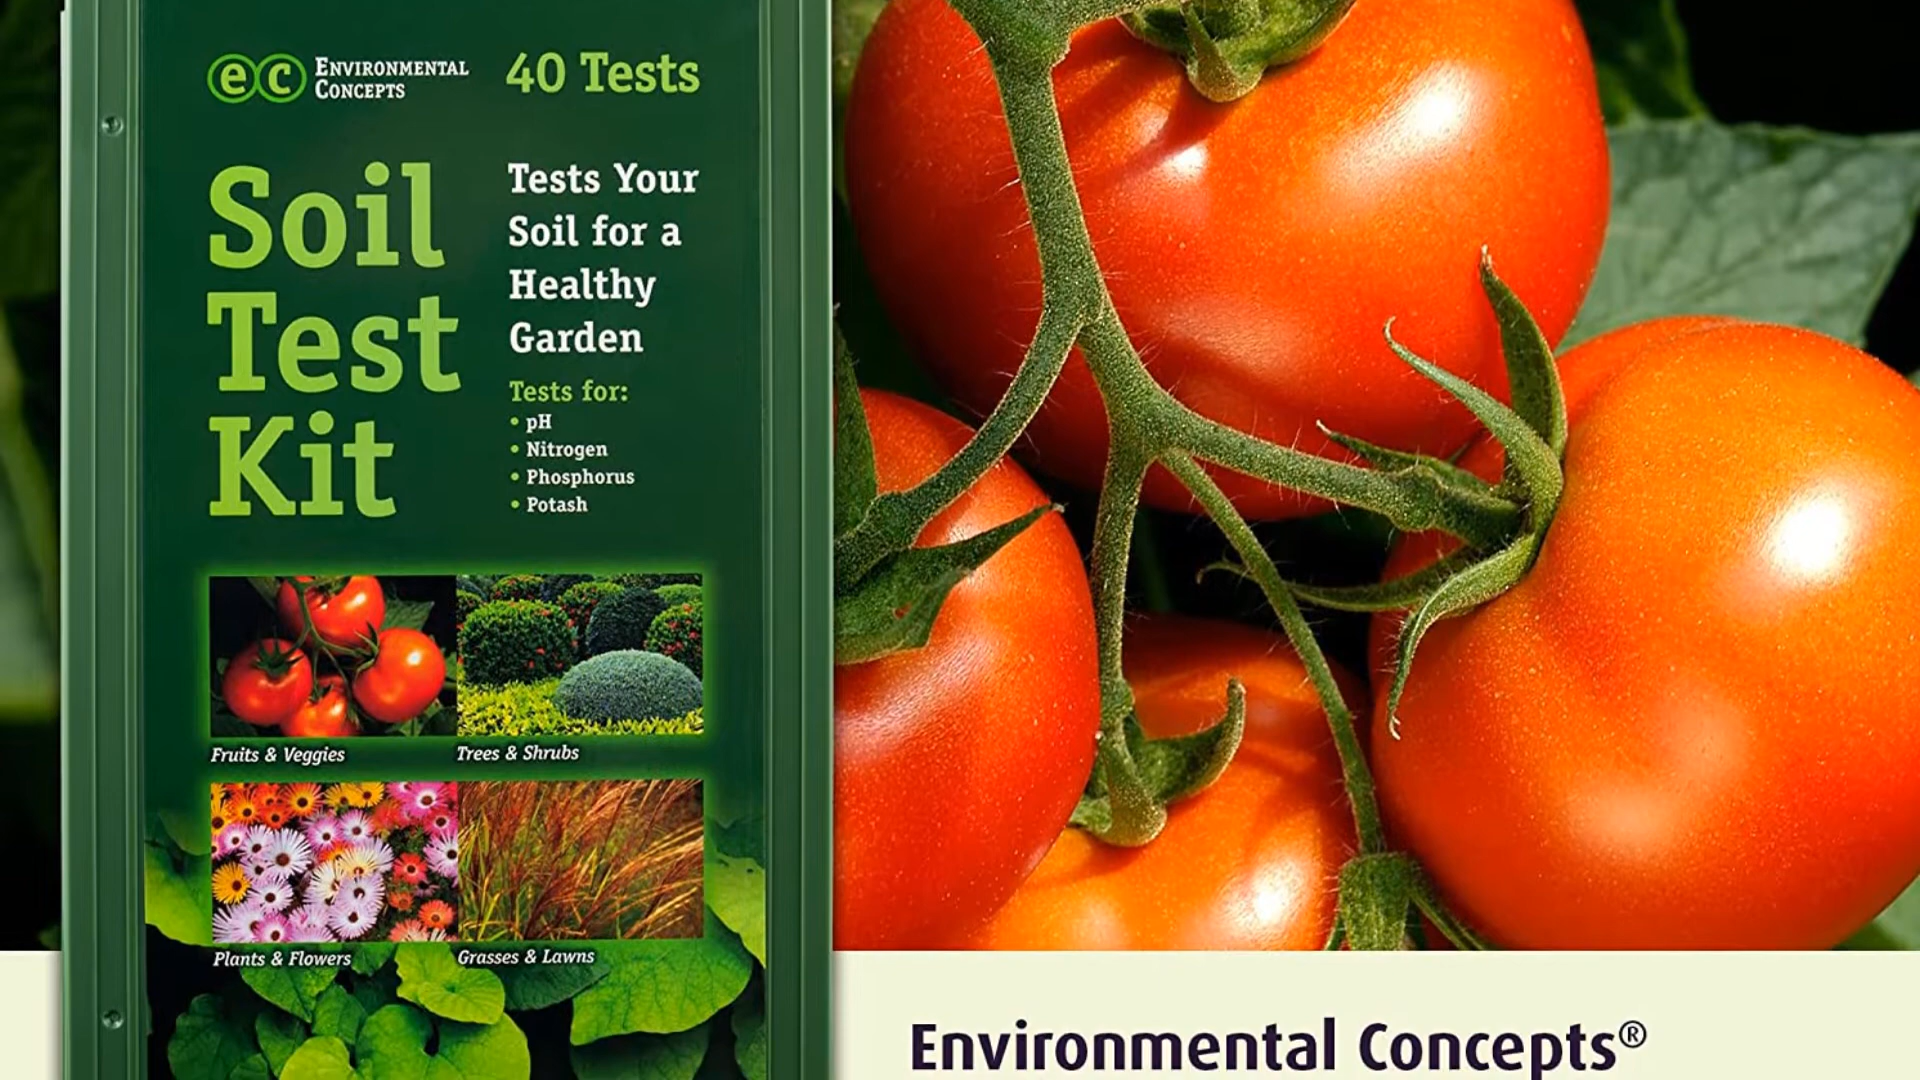 ec
ENVIRONMENTAL
CONCEPTS
40 Tests
Soil
Test
Kit
Tests Your
Soil for a
Healthy
Garden
Tests for:
• pH
• Nitrogen
• Phosphorus
• Potash
Fruits & Veggies
Trees & Shrubs
Plants & Flowers
Grasses & Lawns
Environmental Concepts®